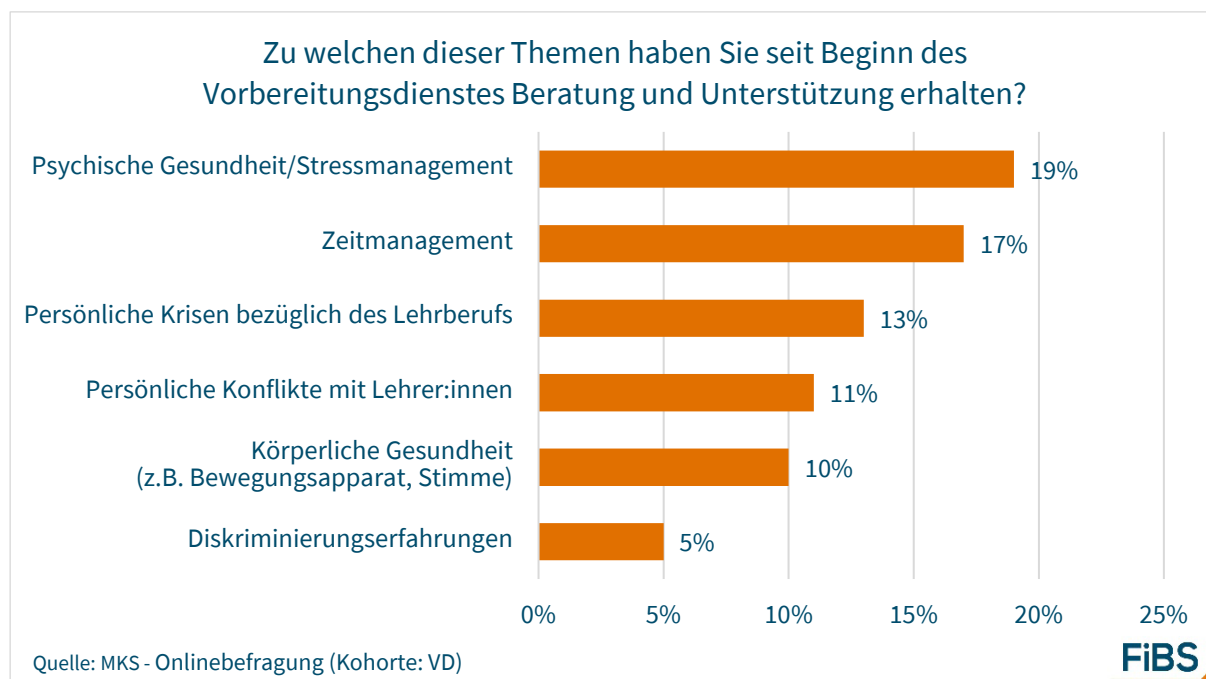 Zu welchen dieser Themen haben Sie seit Beginn des
Vorbereitungsdienstes Beratung und Unterstützung erhalten?
Psychische Gesundheit/Stressmanagement
19%
Zeitmanagement
17%
Persönliche Krisen bezüglich des Lehrberufs
13%
Persönliche Konflikte mit Lehrer:innen
11%
Körperliche Gesundheit
(z.B. Bewegungsapparat, Stimme)
10%
Diskriminierungserfahrungen
5%
0% 5% 10% 15% 20% 25%
Quelle: MKS - Onlinebefragung (Kohorte: VD)
FiBS